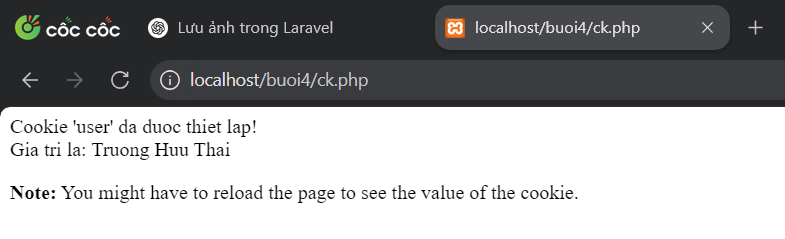 cốc cốc
Lưu ảnh trong Laravel
localhost/buoi4/ck.php
localhost/buoi4/ck.php
Cookie 'user' da duoc thiet lap!
Gia tri la: Truong Huu Thai
Note: You might have to reload the page to see the value of the cookie.